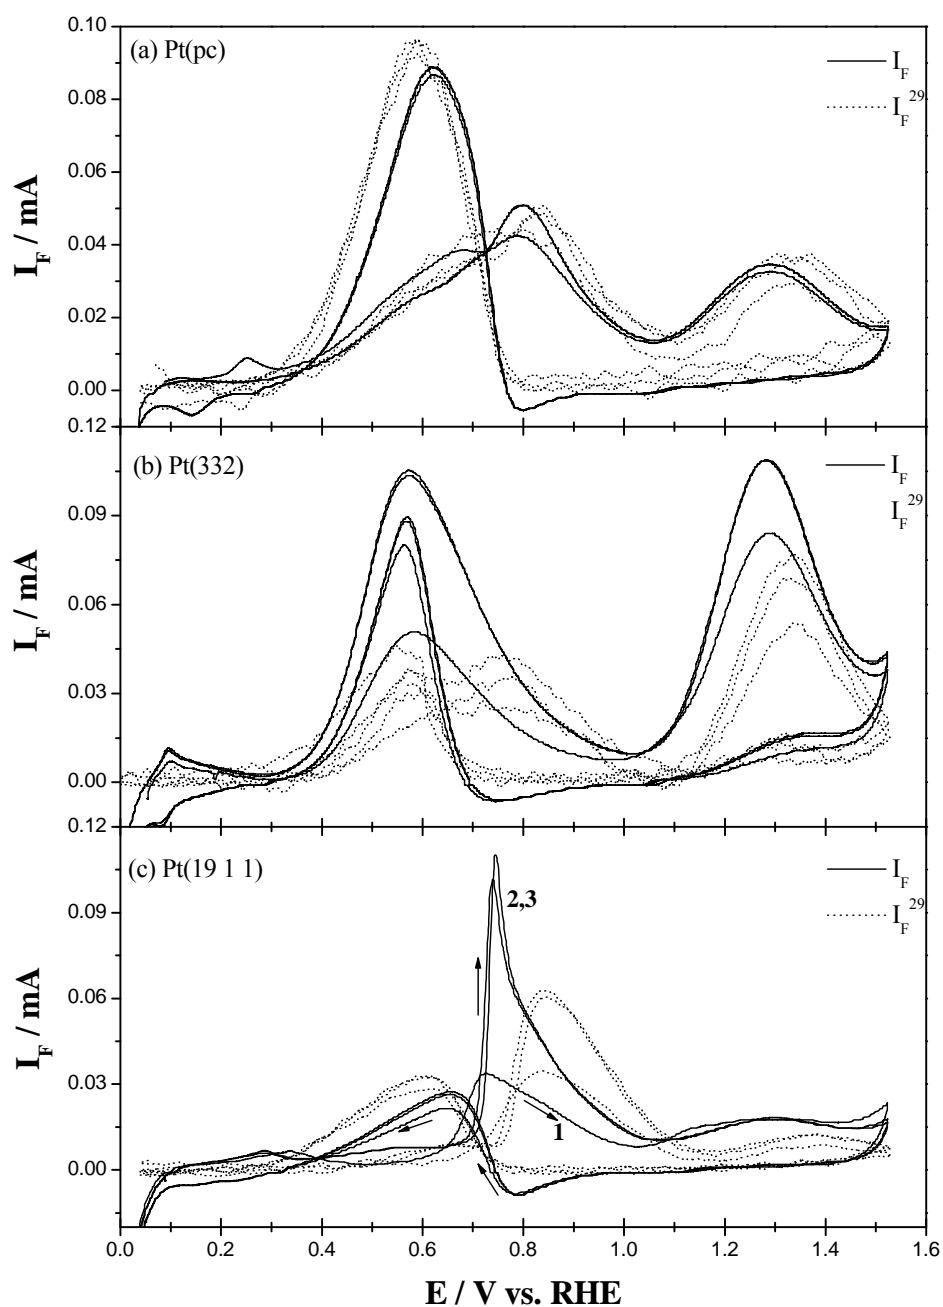 0.10
(a) Pt(pc)
I_F
I_F^29
0.08
0.06
0.04
0.02
0.00
I_F / mA
0.12
(b) Pt(332)
I_F
I_F^29
0.09
0.06
0.03
0.00
I_F / mA
0.12
(c) Pt(19 1 1)
I_F
I_F^29
2,3
0.09
0.06
0.03
1
0.00
I_F / mA
0.0 0.2 0.4 0.6 0.8 1.0 1.2 1.4 1.6
E / V vs. RHE